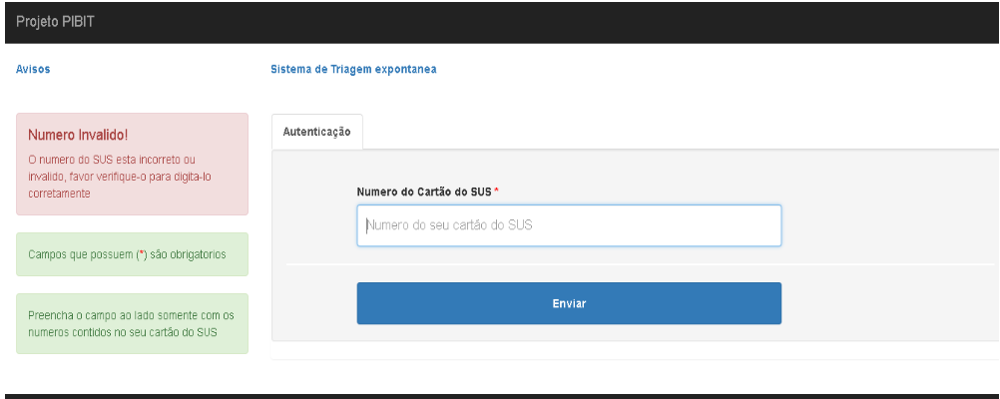 Projeto PIBIT
Avisos
Sistema de Triagem expontanea
Numero Invalido!
O numero do SUS esta incorreto ou
invalido, favor verifique-o para digita-lo
corretamente
Campos que possuem (*) são obrigatorios
Preencha o campo ao lado somente com os
numeros contidos no seu cartão do SUS
Autenticação
Numero do Cartão do SUS *
Numero do seu cartão do SUS
Enviar